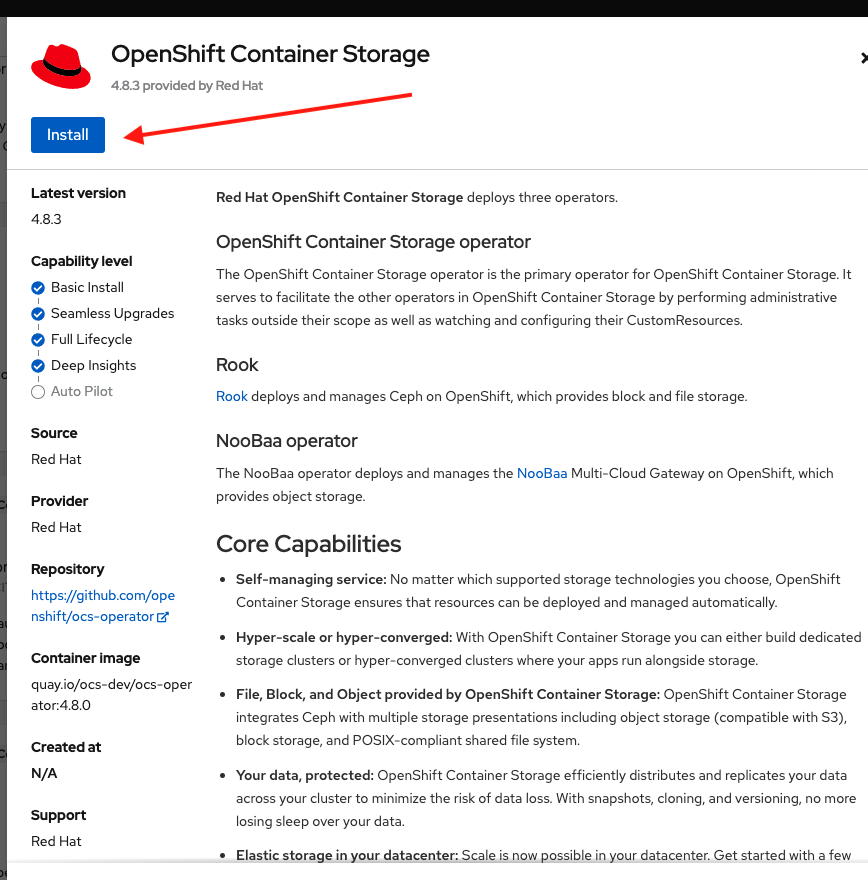 OpenShift Container Storage
4.8.3 provided by Red Hat
Install
Latest version
4.8.3
Capability level
Basic Install
Seamless Upgrades
Full Lifecycle
Deep Insights
Auto Pilot
Source
Red Hat
Provider
Red Hat
Repository
https://github.com/ope
nshift/ocs-operator
Container image
quay.io/ocs-dev/ocs-oper
ator:4.8.0
Created at
N/A
Support
Red Hat
Red Hat OpenShift Container Storage deploys three operators.
OpenShift Container Storage operator
The OpenShift Container Storage operator is the primary operator for OpenShift Container Storage. It
serves to facilitate the other operators in OpenShift Container Storage by performing administrative
tasks outside their scope as well as watching and configuring their CustomResources.
Rook
Rook deploys and manages Ceph on OpenShift, which provides block and file storage.
NooBaa operator
The NooBaa operator deploys and manages the NooBaa Multi-Cloud Gateway on OpenShift, which
provides object storage.
Core Capabilities
• Self-managing service: No matter which supported storage technologies you choose, OpenShift
Container Storage ensures that resources can be deployed and managed automatically.
• Hyper-scale or hyper-converged: With OpenShift Container Storage you can either build dedicated
storage clusters or hyper-converged clusters where your apps run alongside storage.
• File, Block, and Object provided by OpenShift Container Storage: OpenShift Container Storage
integrates Ceph with multiple storage presentations including object storage (compatible with S3),
block storage, and POSIX-compliant shared file system.
• Your data, protected: OpenShift Container Storage efficiently distributes and replicates your data
across your cluster to minimize the risk of data loss. With snapshots, cloning, and versioning, no more
losing sleep over your data.
• Elastic storage in your datacenter: Scale is now possible in your datacenter. Get started with a few